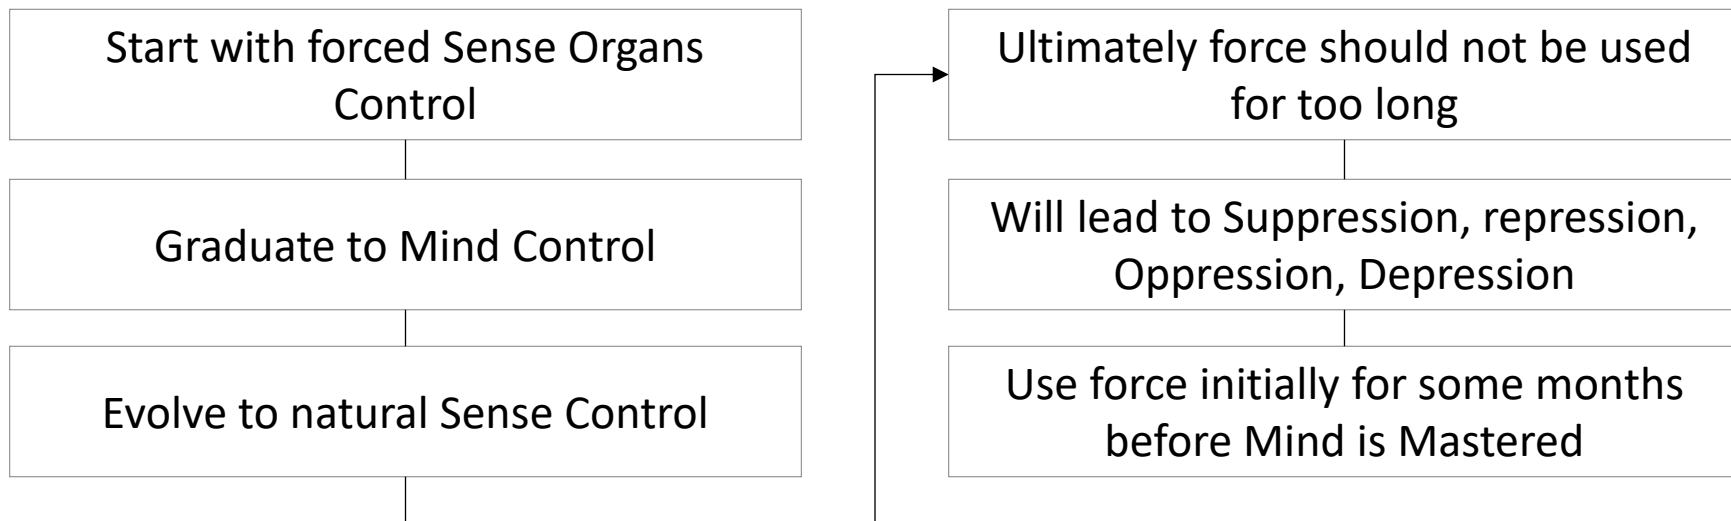 Start with forced Sense Organs
Control
Graduate to Mind Control
Evolve to natural Sense Control
Ultimately force should not be used
for too long
Will lead to Suppression, repression,
Oppression, Depression
Use force initially for some months
before Mind is Mastered